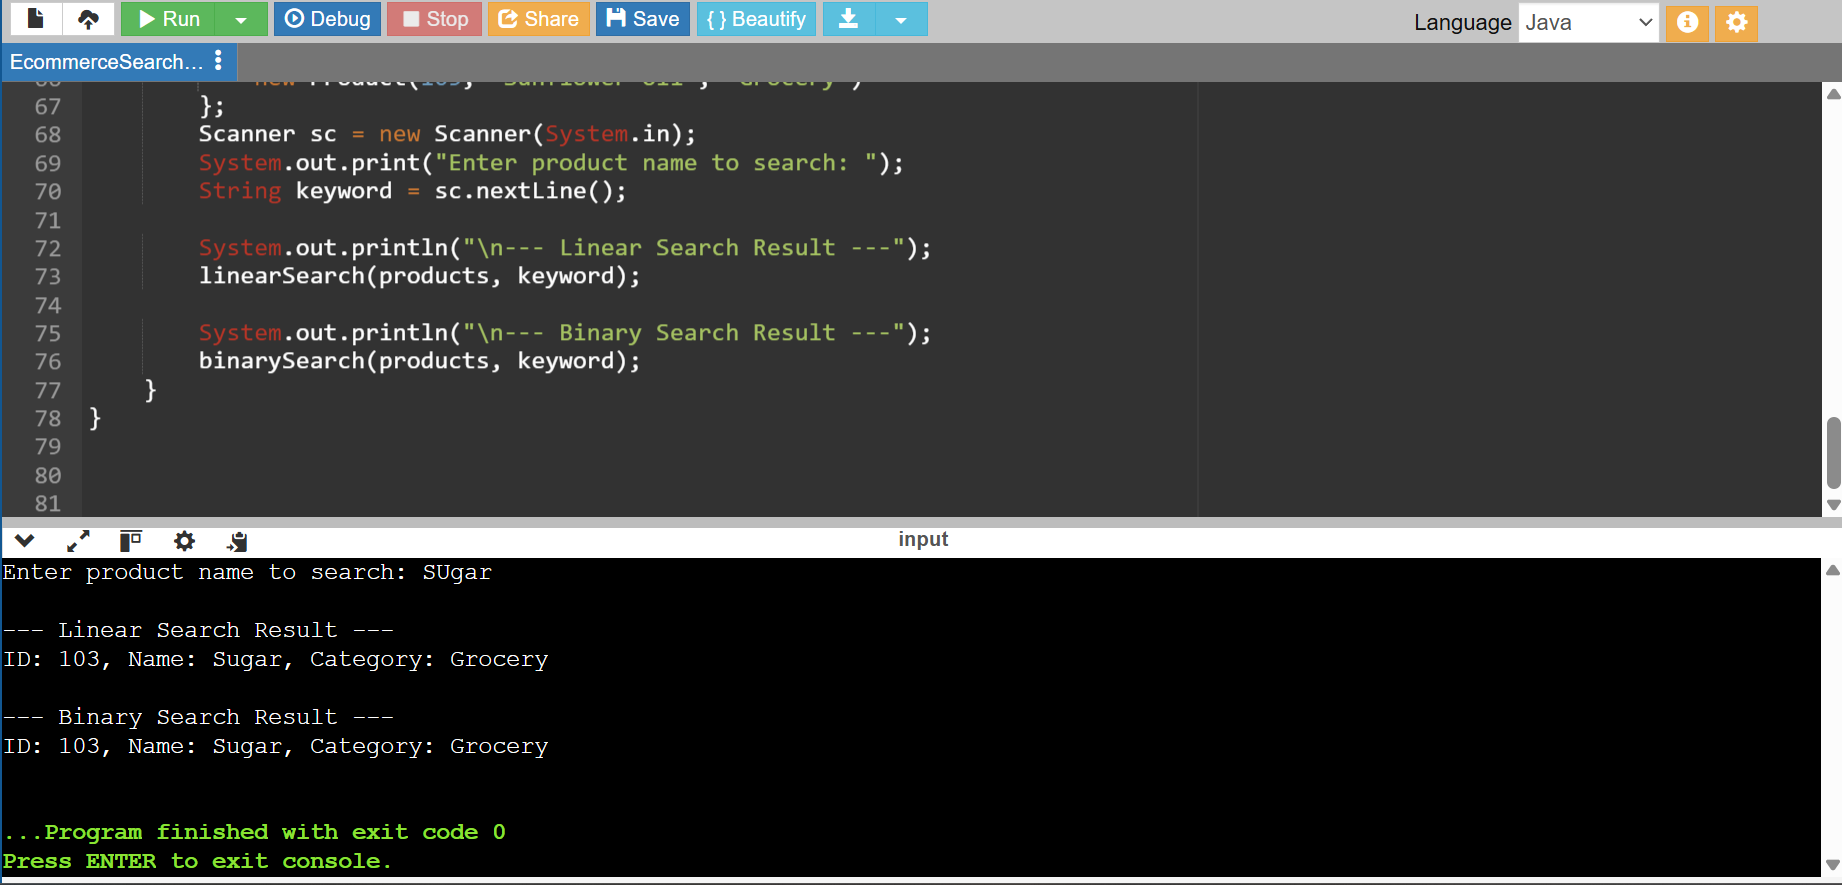 Run Debug Stop Share Save { } Beautify Language Java
EcommerceSearch...
67 };
68 Scanner sc = new Scanner(System.in);
69 System.out.print("Enter product name to search: ");
70 String keyword = sc.nextLine();
71
72 System.out.println("\n--- Linear Search Result ---");
73 linearSearch(products, keyword);
74
75 System.out.println("\n--- Binary Search Result ---");
76 binarySearch(products, keyword);
77 }
78 }
79
80
81
input
Enter product name to search: SUgar
--- Linear Search Result ---
ID: 103, Name: Sugar, Category: Grocery
--- Binary Search Result ---
ID: 103, Name: Sugar, Category: Grocery
...Program finished with exit code 0
Press ENTER to exit console.